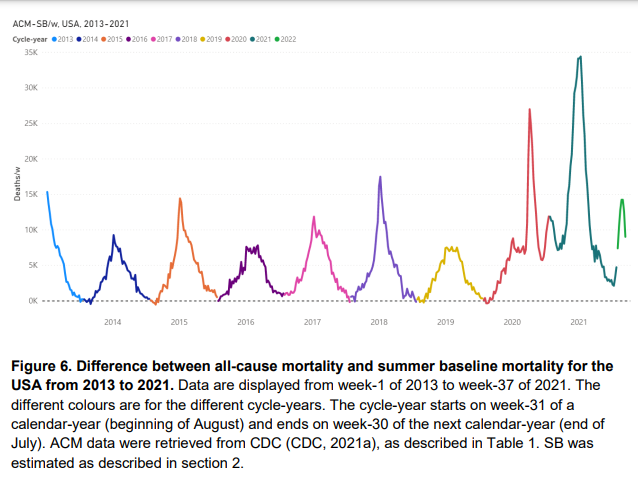 ACM-SB/w, USA, 2013-2021
Cycle-year 2013 2014 2015 2016 2017 2018 2019 2020 2021 2022
35K
30K
25K
20K
15K
10K
5K
0K
Deaths/w
2014 2015 2016 2017 2018 2019 2020 2021
Figure 6. Difference between all-cause mortality and summer baseline mortality for the
USA from 2013 to 2021. Data are displayed from week-1 of 2013 to week-37 of 2021. The
different colours are for the different cycle-years. The cycle-year starts on week-31 of a
calendar-year (beginning of August) and ends on week-30 of the next calendar-year (end of
July). ACM data were retrieved from CDC (CDC, 2021a), as described in Table 1. SB was
estimated as described in section 2.